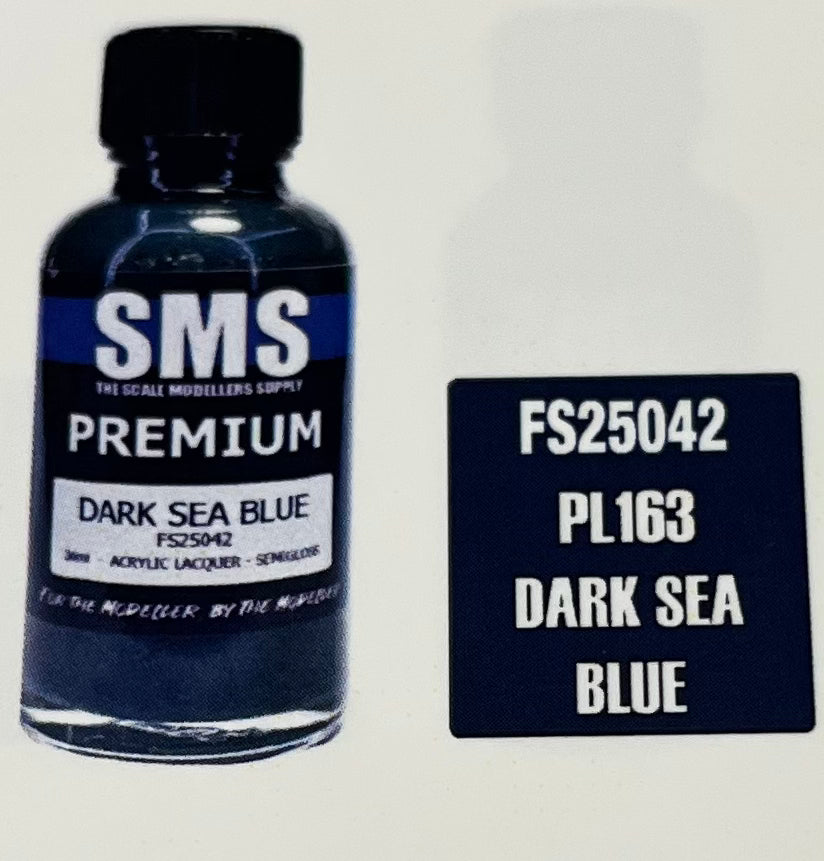 SMS
THE SCALE MODELLERS SUPPLY
PREMIUM
DARK SEA BLUE
FS25042
30ml - ACRYLIC LACQUER - SEMIGLOSS
FOR THE MODELLER BY THE MODELLER
FS25042
PL163
DARK SEA
BLUE